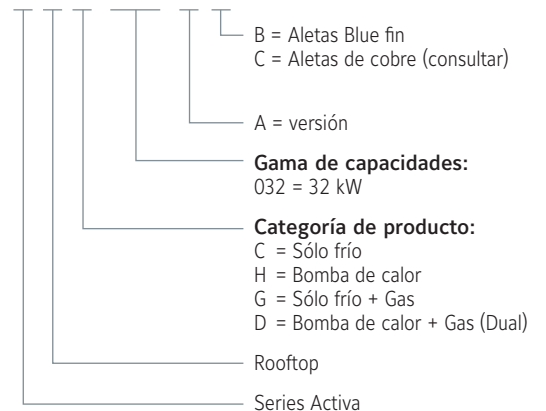 B = Aletas Blue fin
C = Aletas de cobre (consultar)
A = versión
Gama de capacidades:
032 = 32 kW
Categoría de producto:
C = Sólo frío
H = Bomba de calor
G = Sólo frío + Gas
D = Bomba de calor + Gas (Dual)
Rooftop
Series Activa